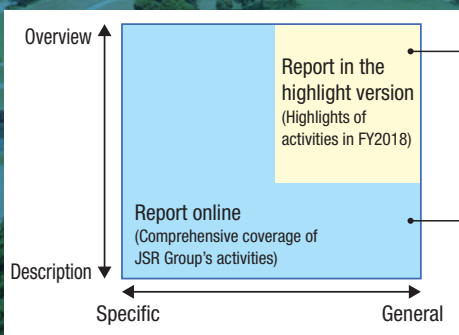 Overview
Report in the
highlight version
(Highlights of
activities in FY2018)
Report online
(Comprehensive coverage of
JSR Group's activities)
Description
Specific
General